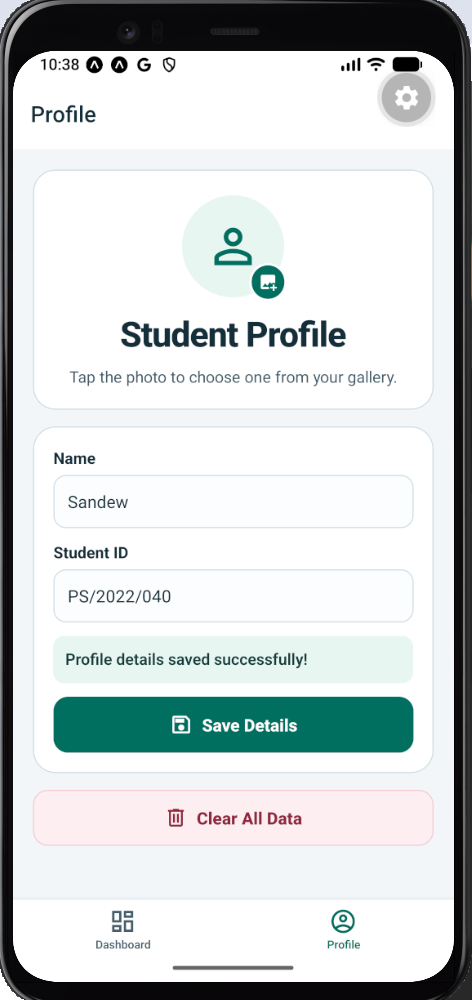 10:38
Profile
Student Profile
Tap the photo to choose one from your gallery.
Name
Sandew
Student ID
PS/2022/040
Profile details saved successfully!
Save Details
Clear All Data
Dashboard
Profile